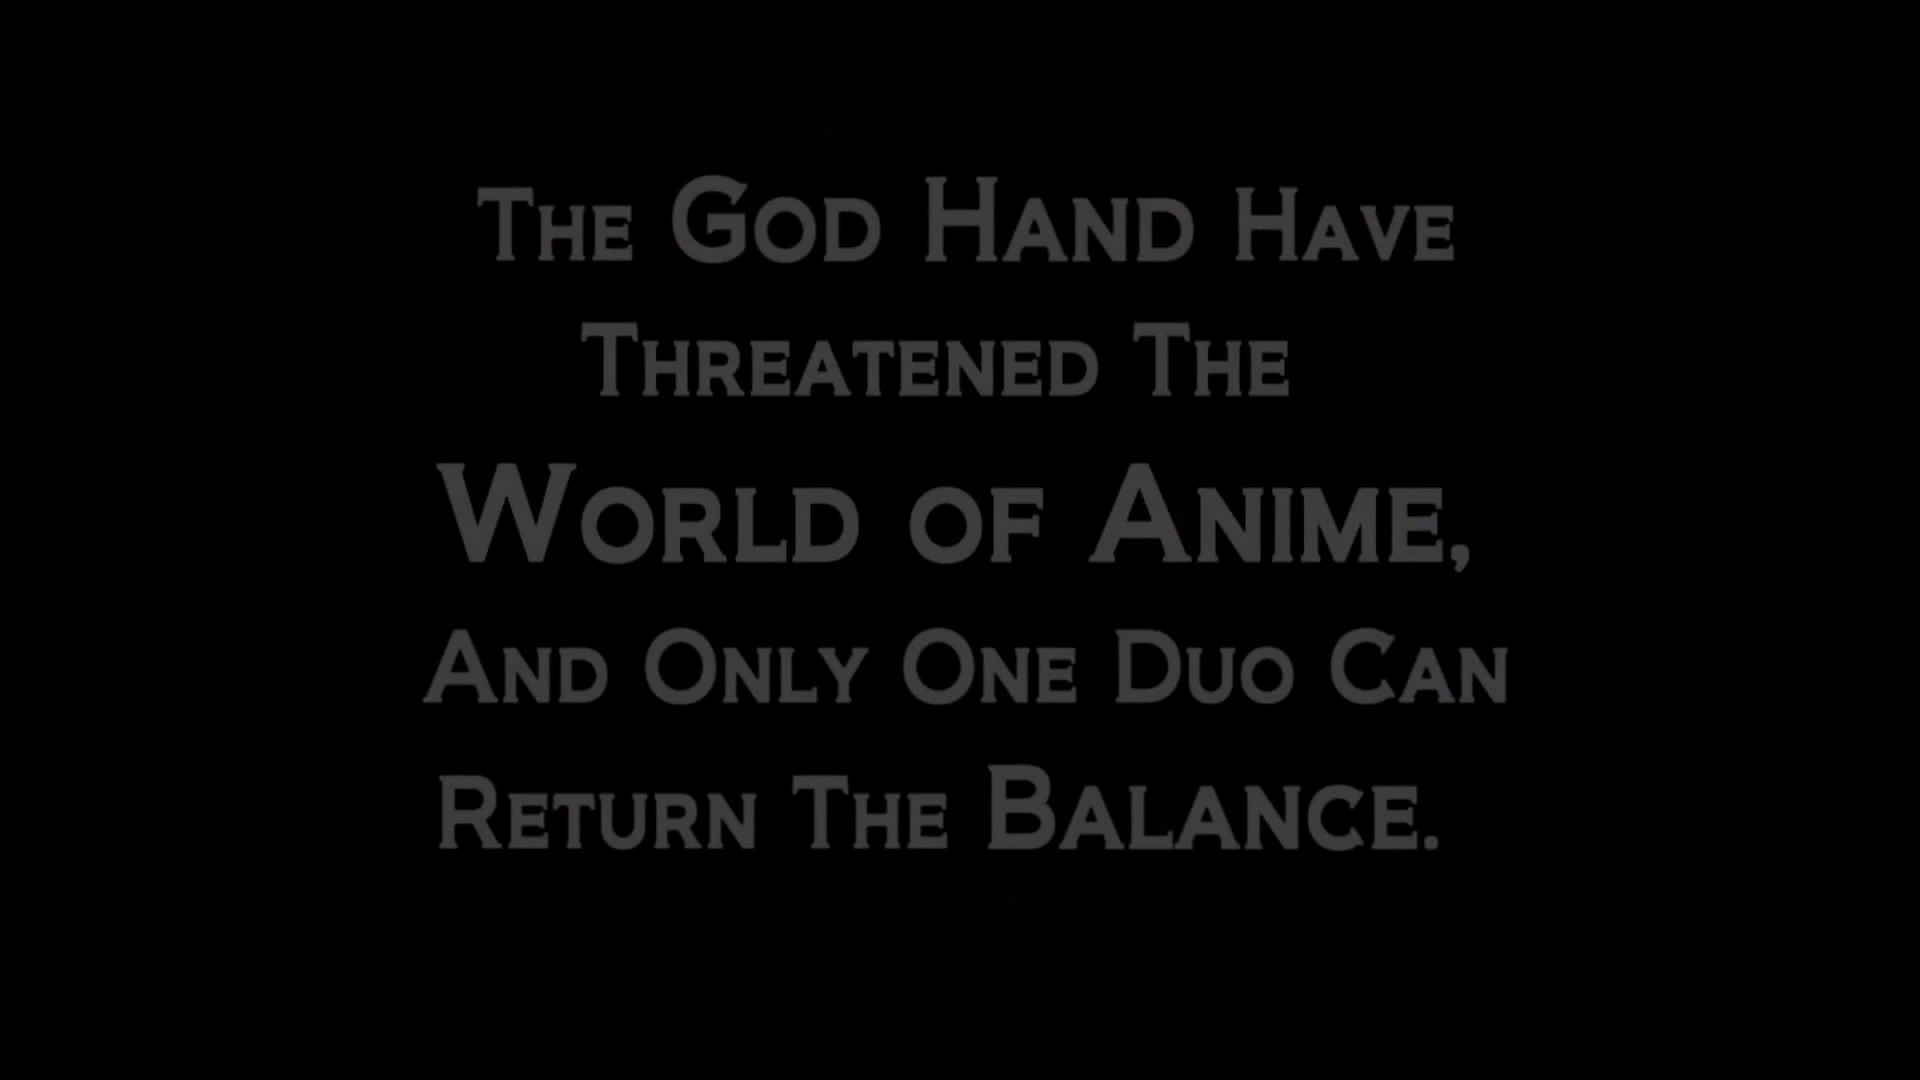 The God Hand Have
Threatened The
World of Anime,
And Only One Duo Can
Return The Balance.